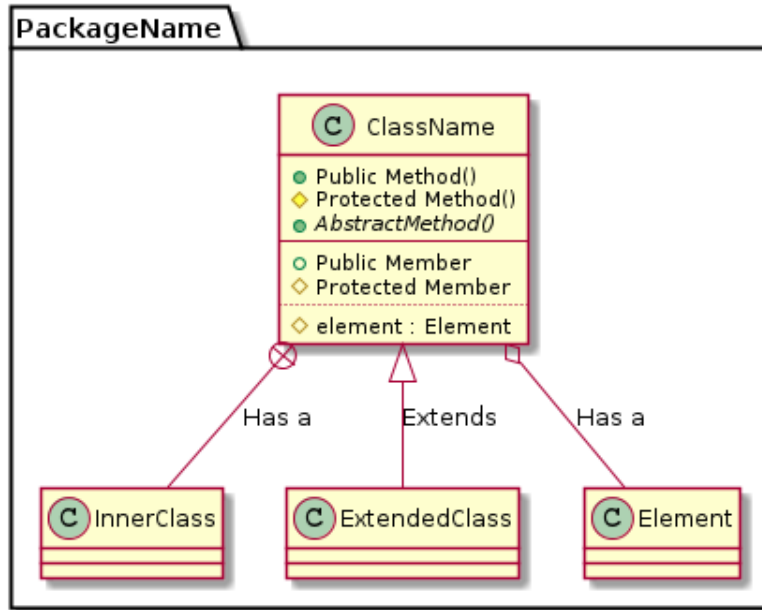 PackageName
C ClassName
Public Method()
Protected Method()
AbstractMethod()
Public Member
Protected Member
element : Element
Has a
Extends
Has a
C InnerClass
C ExtendedClass
C Element